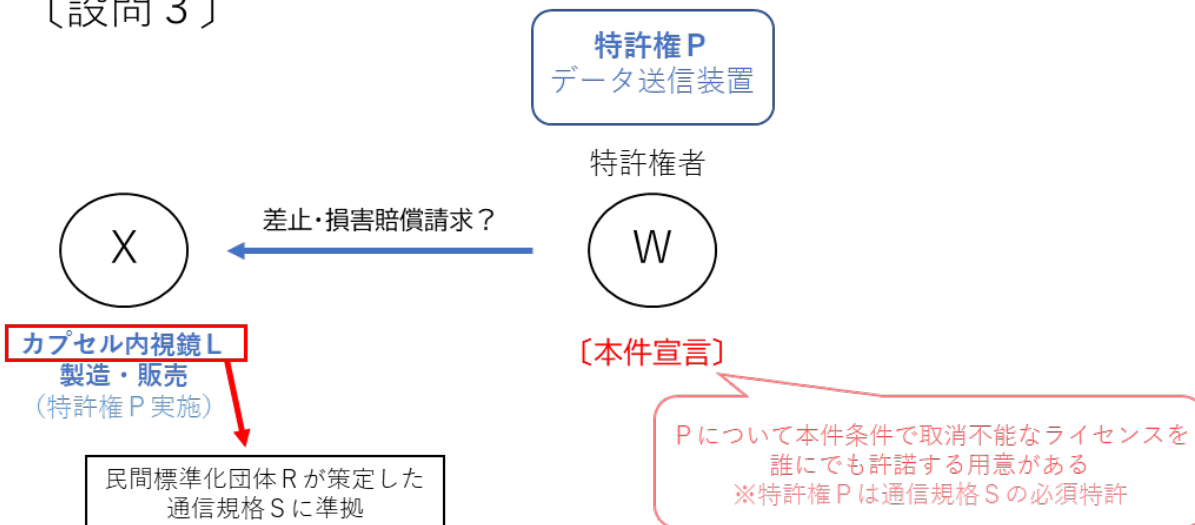 〔設問３〕
特許権Ｐ
データ送信装置
特許権者
差止・損害賠償請求？
X
W
カプセル内視鏡Ｌ
製造・販売
（特許権Ｐ実施）
〔本件宣言〕
Ｐについて本件条件で取消不能なライセンスを
誰にでも許諾する用意がある
※特許権Ｐは通信規格Ｓの必須特許
民間標準化団体Ｒが策定した
通信規格Ｓに準拠